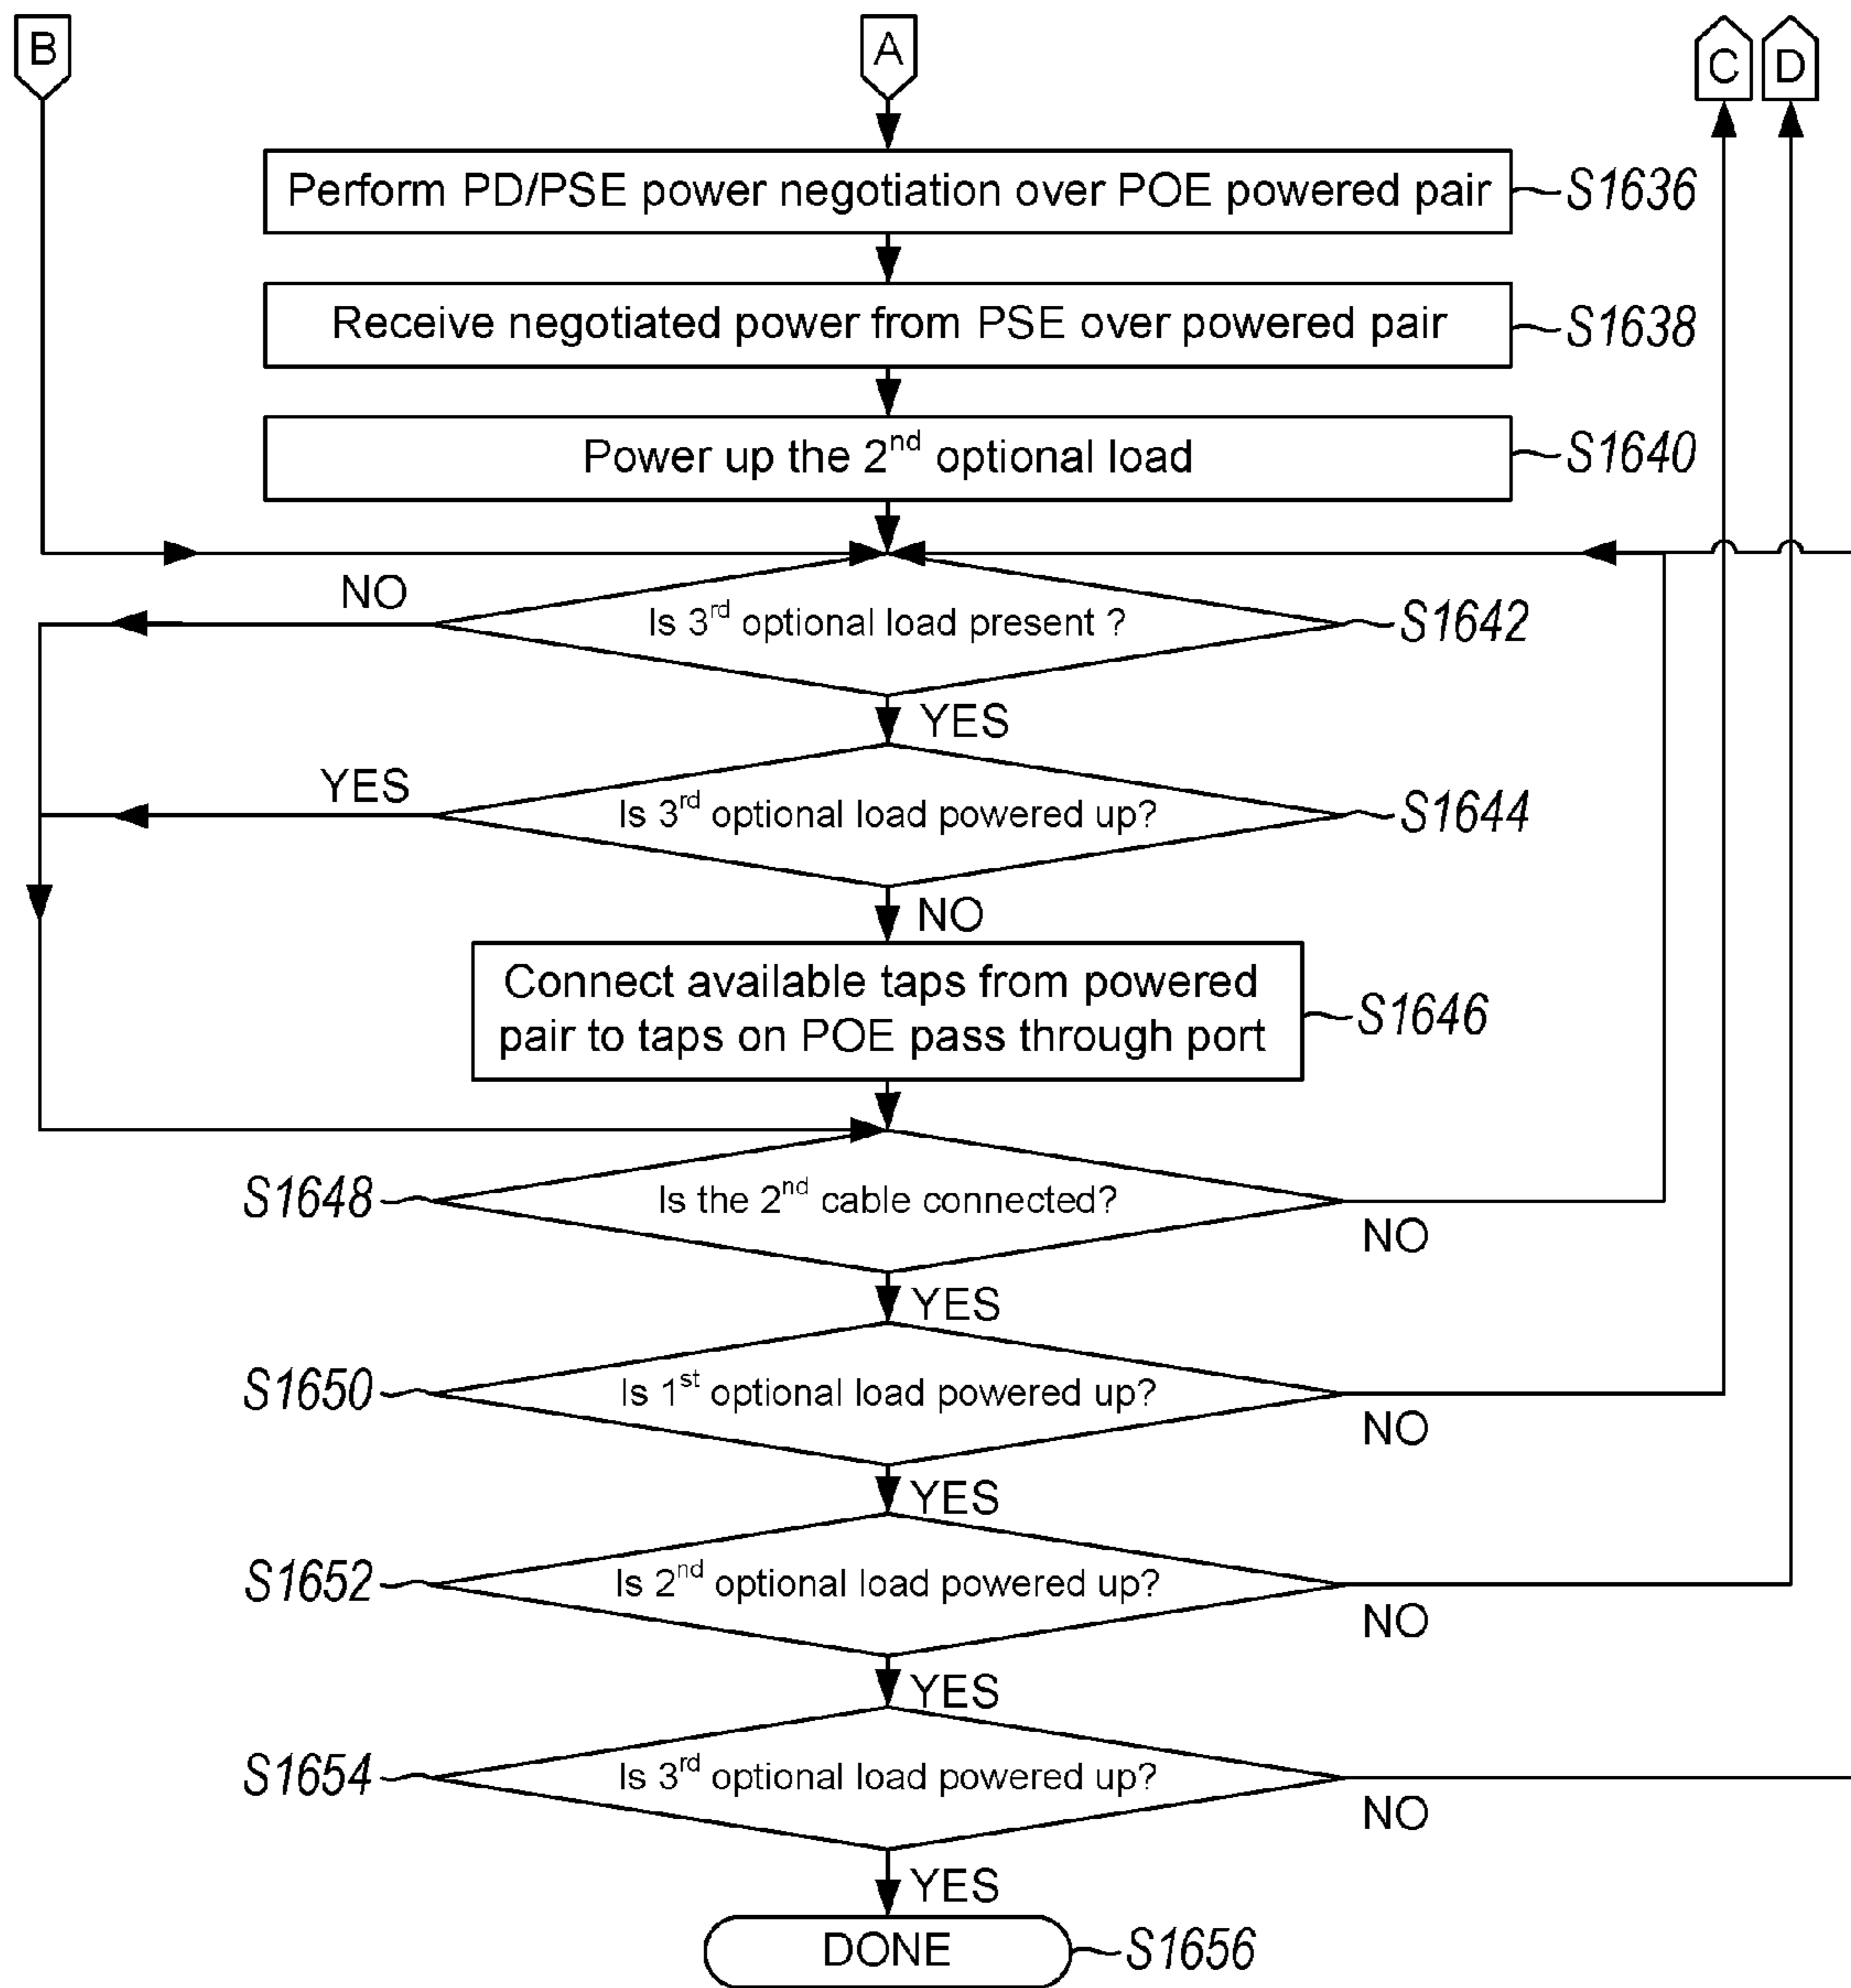 B
A
C
D
Perform PD/PSE power negotiation over POE powered pair
S1636
Receive negotiated power from PSE over powered pair
S1638
Power up the 2nd optional load
S1640
NO
Is 3rd optional load present ?
S1642
YES
YES
Is 3rd optional load powered up?
S1644
NO
Connect available taps from powered
pair to taps on POE pass through port
S1646
S1648
Is the 2nd cable connected?
NO
YES
S1650
Is 1st optional load powered up?
NO
YES
S1652
Is 2nd optional load powered up?
NO
YES
S1654
Is 3rd optional load powered up?
NO
YES
DONE
S1656